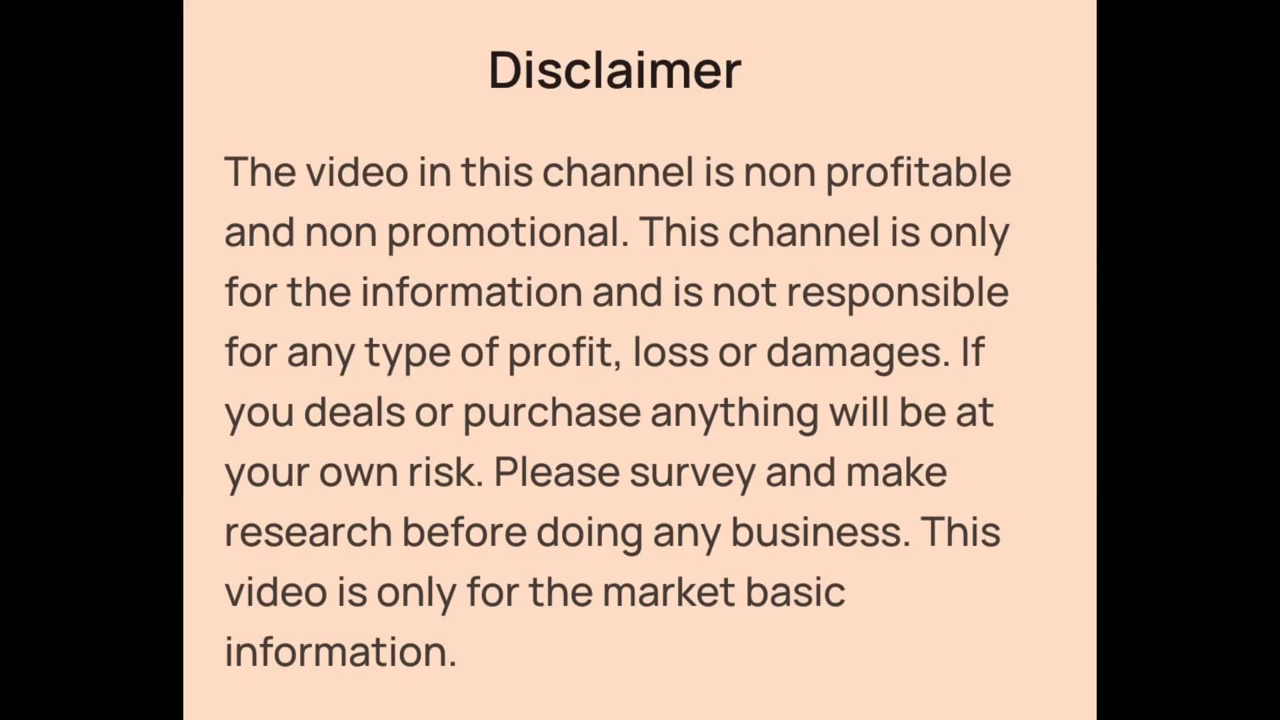 Disclaimer
The video in this channel is non profitable
and non promotional. This channel is only
for the information and is not responsible
for any type of profit, loss or damages. If
you deals or purchase anything will be at
your own risk. Please survey and make
research before doing any business. This
video is only for the market basic
information.